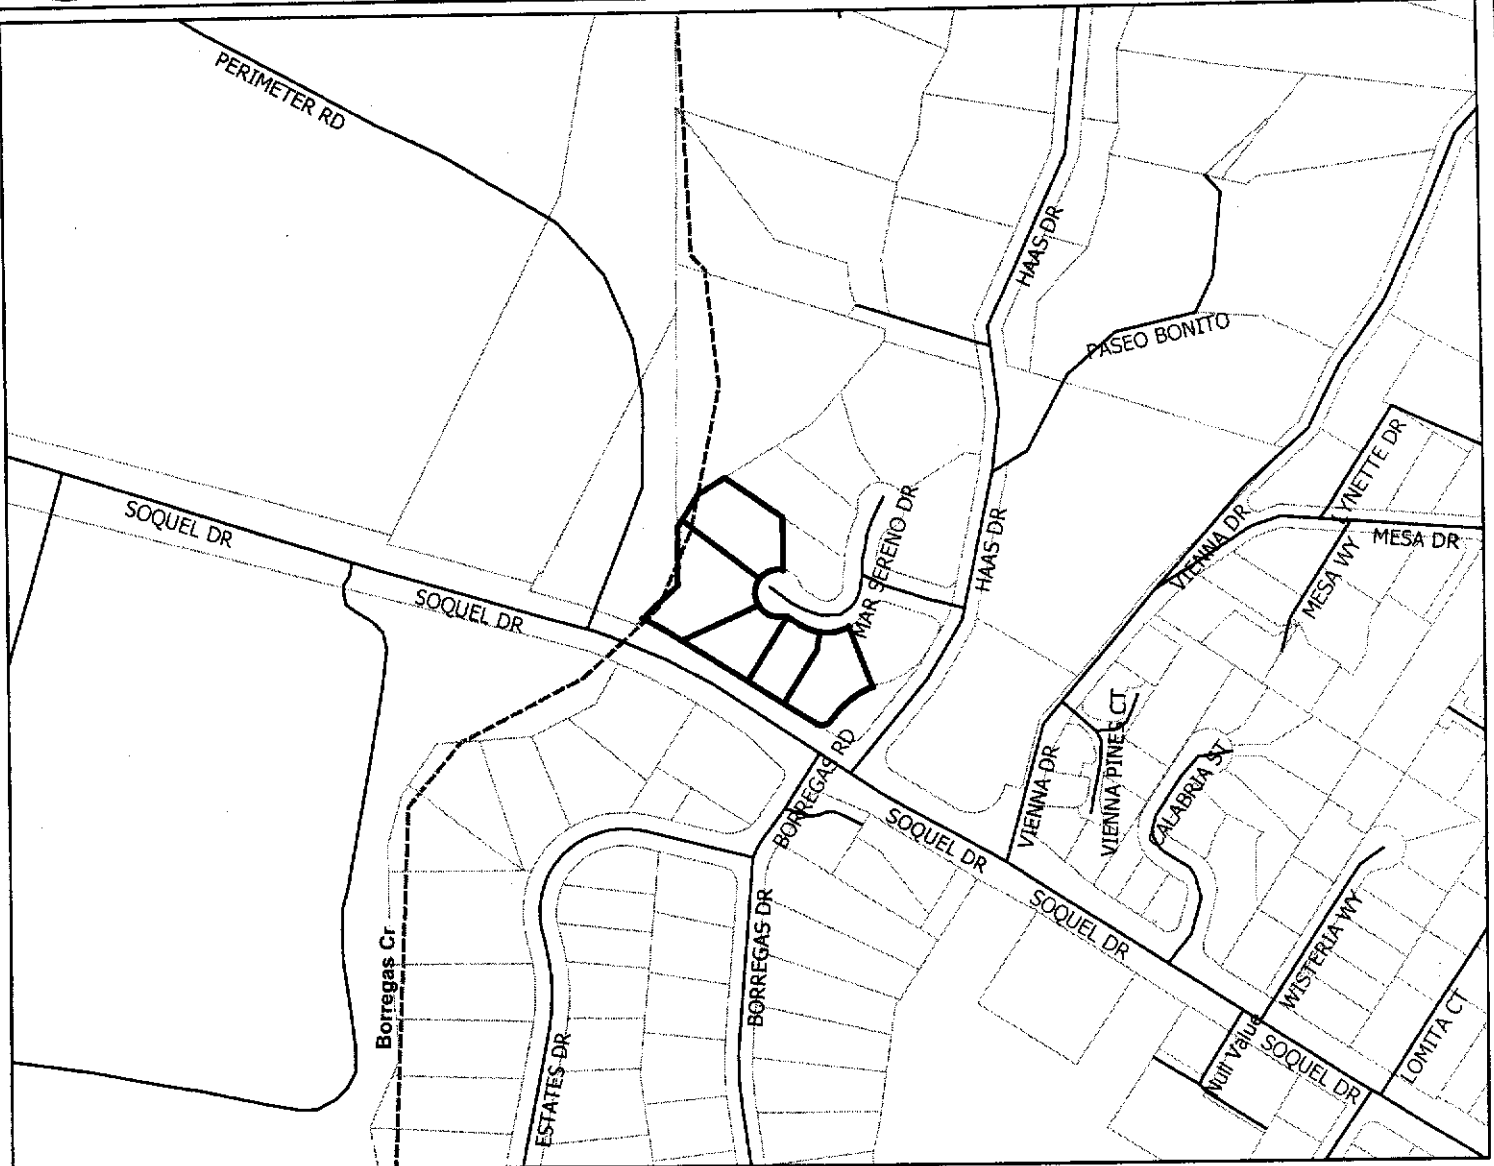 PERIMETER RD
HAAS DR
PASEO BONITO
LYNETTE DR
SOQUEL DR
MAR SERENO DR
HAAS DR
VIENNA DR
MESA DR
MESA WY
SOQUEL DR
VIENNA PINES CT
BORREGAS RD
VIENNA DR
CALABRIA ST
SOQUEL DR
BORREGAS DR
SOQUEL DR
WISTERIA WY
Borregas Cr
ESTATES DR
Null Value
SOQUEL DR
LOMITA CT